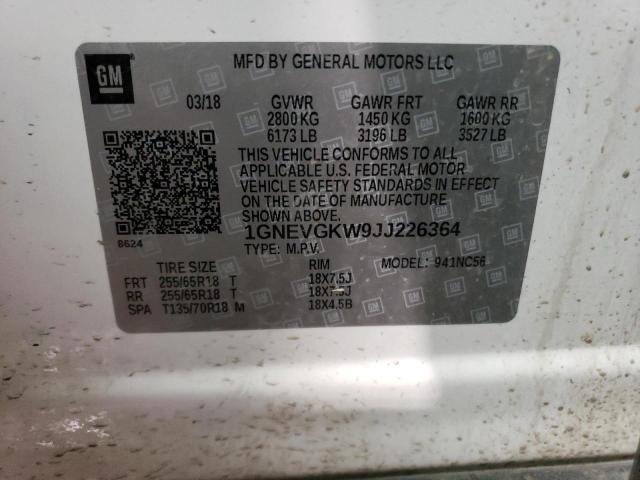 GM
MFD BY GENERAL MOTORS LLC
03/18 GVWR GAWR FRT GAWR RR
2800 KG 1450 KG 1600 KG
6173 LB 3196 LB 3527 LB
THIS VEHICLE CONFORMS TO ALL
APPLICABLE U.S. FEDERAL MOTOR
VEHICLE SAFETY STANDARDS IN EFFECT
ON THE DATE OF MANUFACTURE
SHOWN ABOVE.
8624
1GNEVGKW9JJ226364
TYPE: M.P.V. MODEL: 941NC56
TIRE SIZE RIM
FRT 255/65R18 T 18X7.5J
RR 255/65R18 T 18X7.5J
SPA T135/70R18 M 18X4.5B